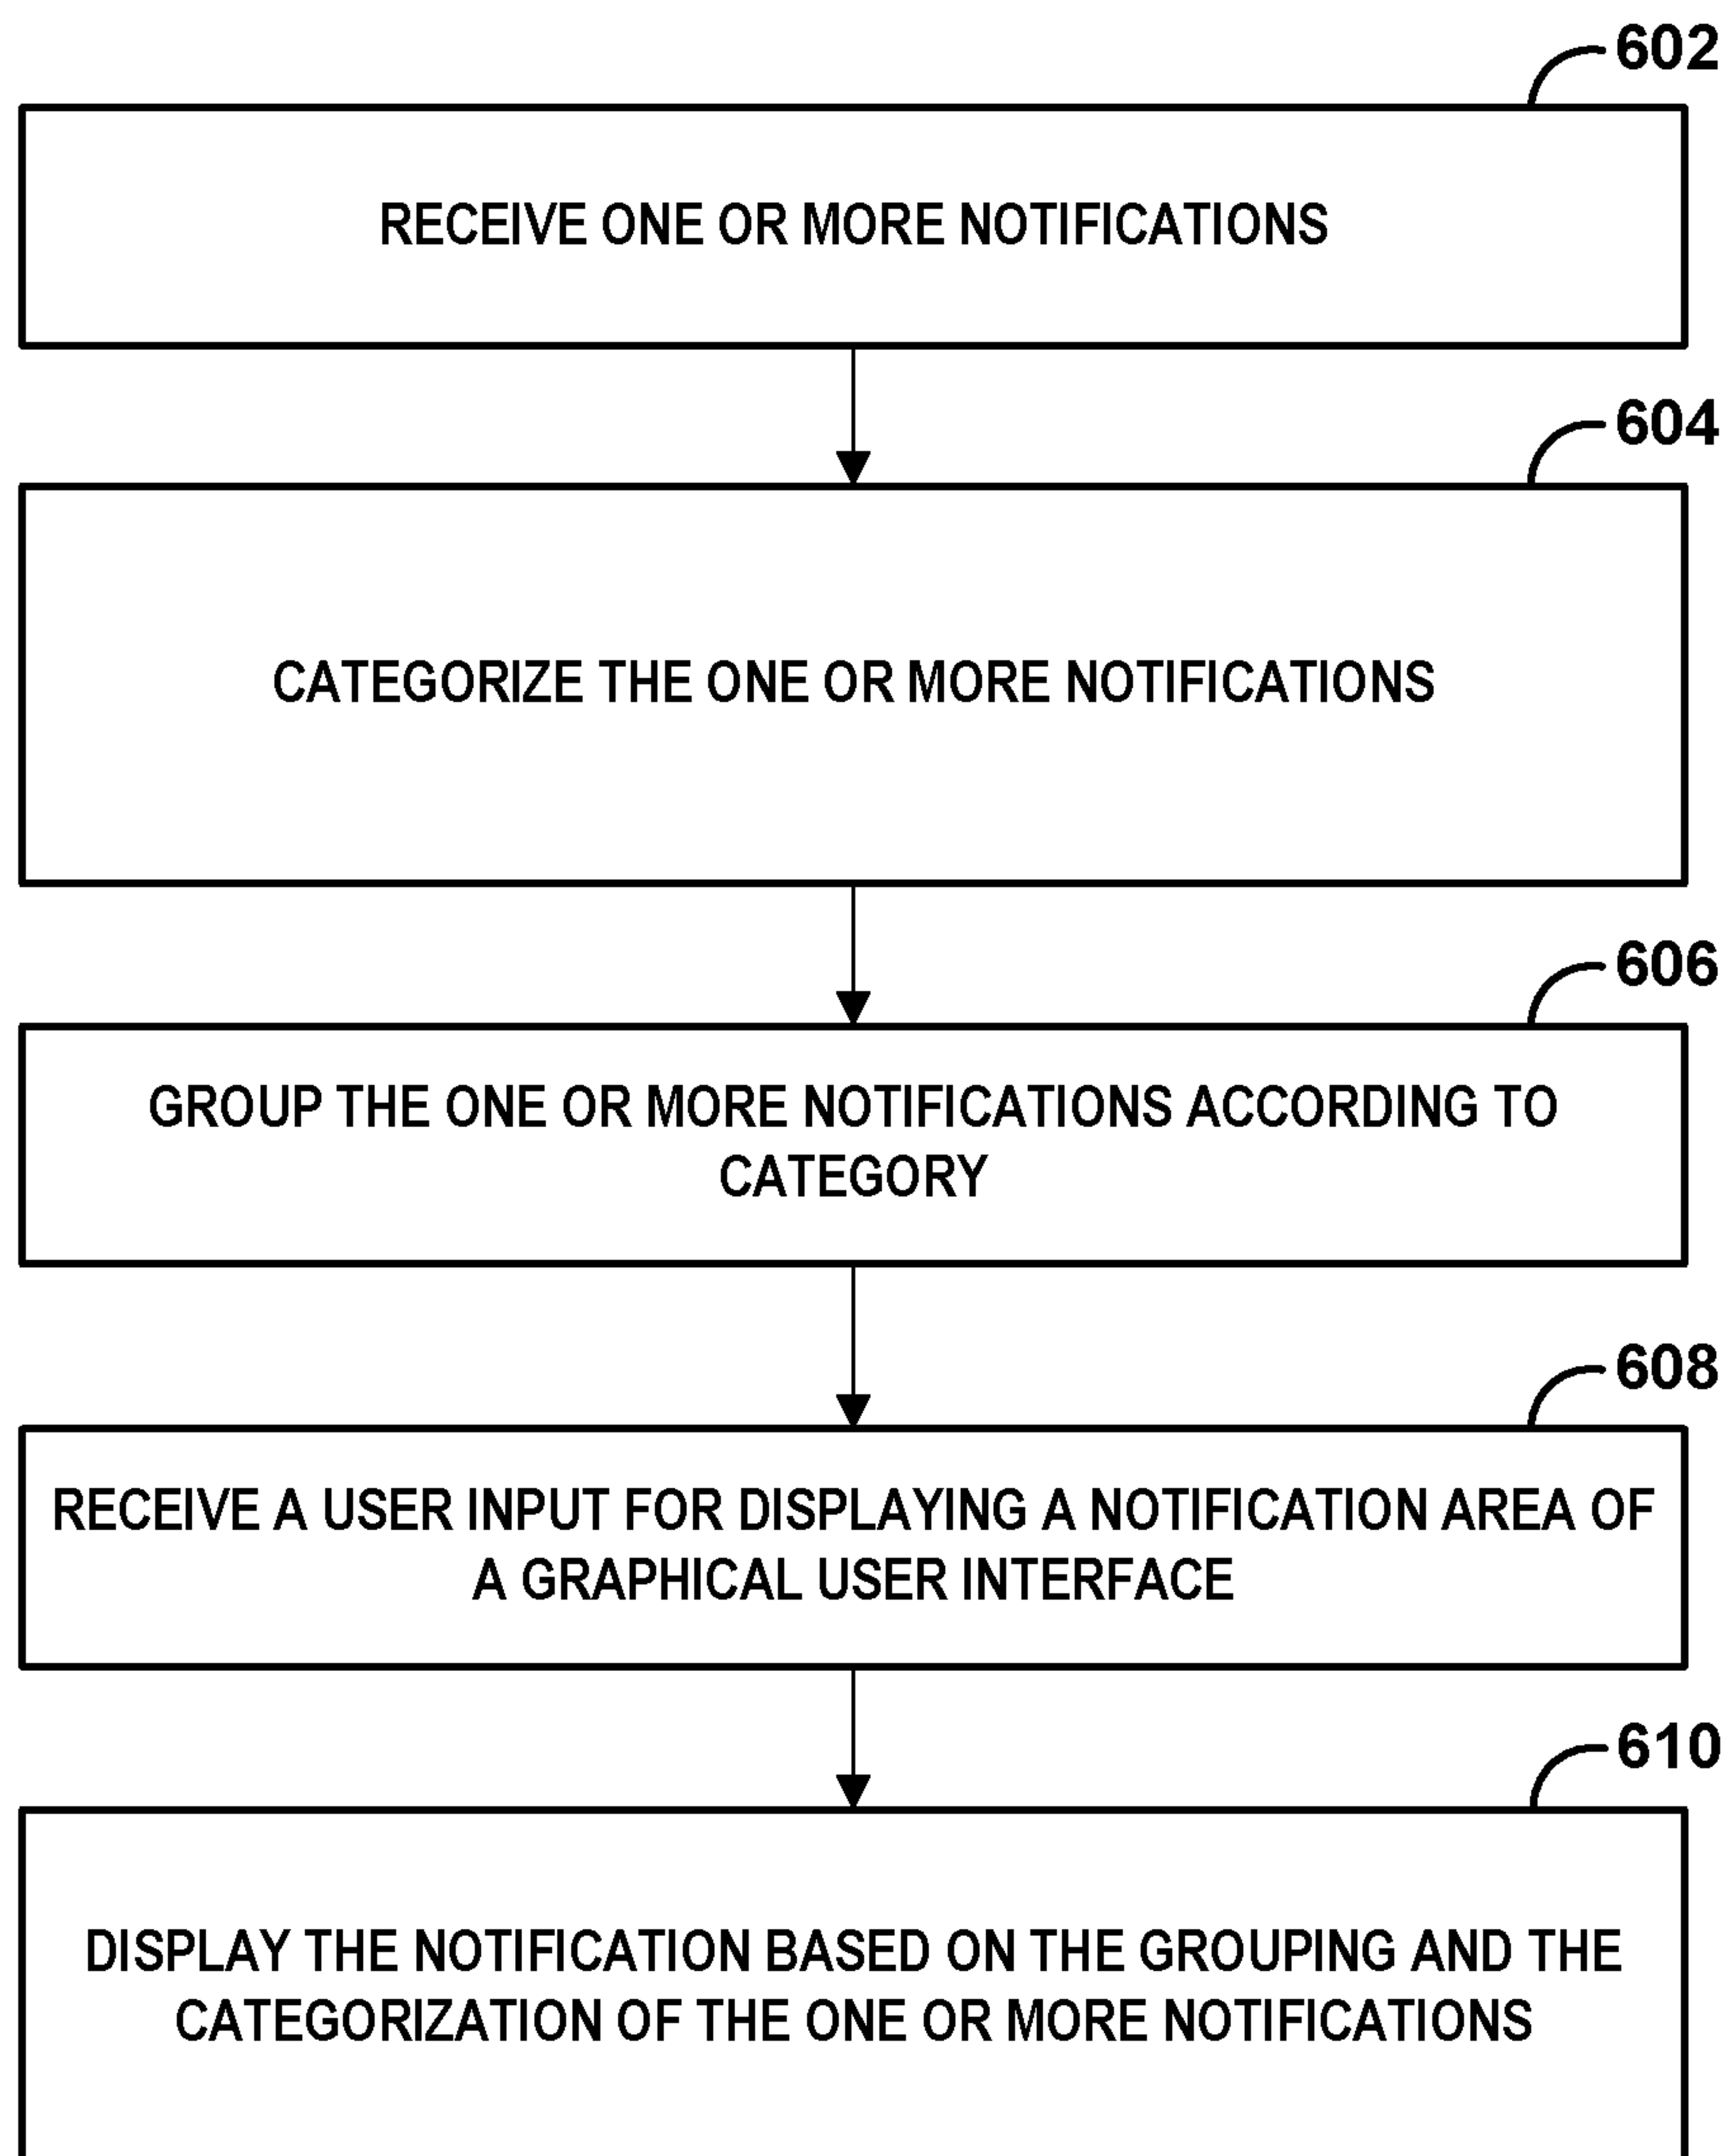 602
RECEIVE ONE OR MORE NOTIFICATIONS
604
CATEGORIZE THE ONE OR MORE NOTIFICATIONS
606
GROUP THE ONE OR MORE NOTIFICATIONS ACCORDING TO
CATEGORY
608
RECEIVE A USER INPUT FOR DISPLAYING A NOTIFICATION AREA OF
A GRAPHICAL USER INTERFACE
610
DISPLAY THE NOTIFICATION BASED ON THE GROUPING AND THE
CATEGORIZATION OF THE ONE OR MORE NOTIFICATIONS